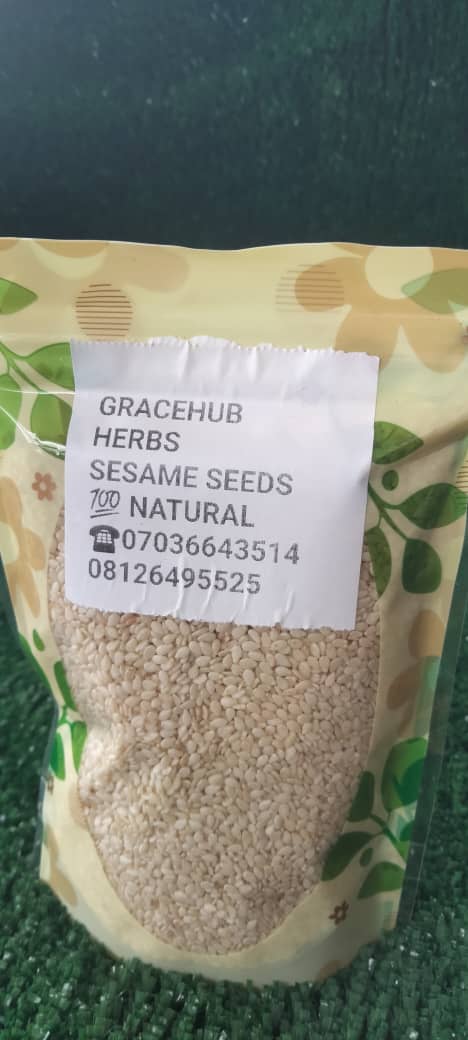 GRACEHUB
HERBS
SESAME SEEDS
💯 NATURAL
☎07036643514
08126495525